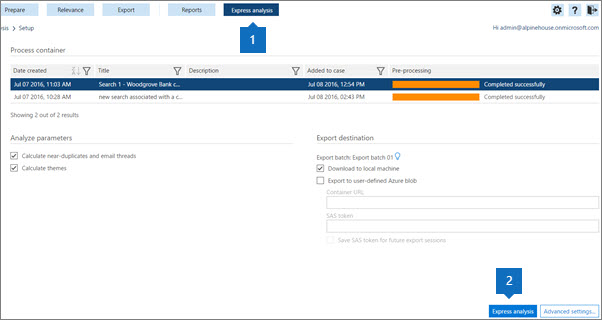 Prepare Relevance Export Reports Express analysis ?
1
sis > Setup Hi admin@alpinehouse.onmicrosoft.com
Process container
Date created Title Description Added to case Pre-processing
Jul 07 2016, 11:03 AM Search 1 - Woodgrove Bank c... Jul 08 2016, 12:54 PM Completed successfully
Jul 07 2016, 10:28 AM new search associated with a c... Jul 08 2016, 02:43 PM Completed successfully
Showing 2 out of 2 results
Analyze parameters Export destination
Export batch: Export batch 01
Calculate near-duplicates and email threads
Download to local machine
Calculate themes
Export to user-defined Azure blob
Container URL
SAS token
Save SAS token for future export sessions
2
Express analysis Advanced settings...